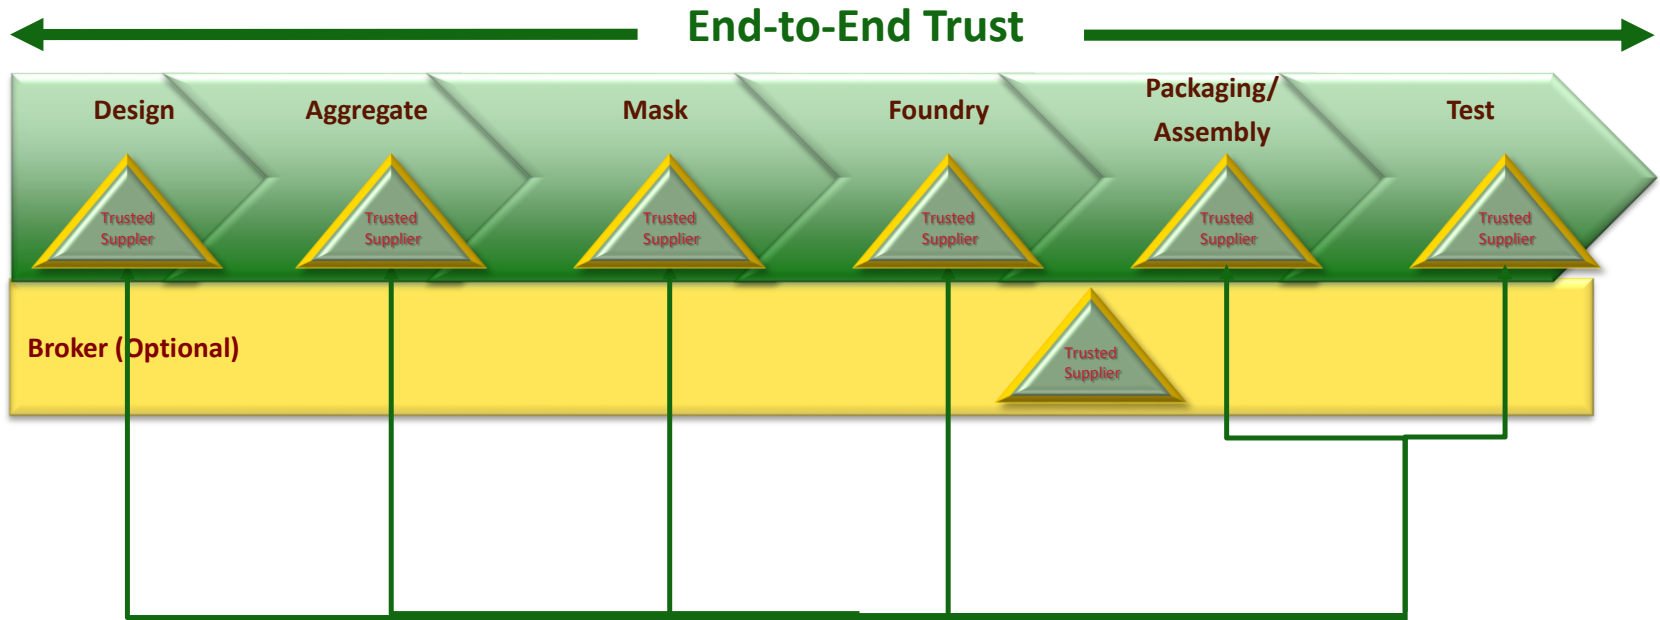 End-to-End Trust
Design
Aggregate
Mask
Foundry
Packaging/
Assembly
Test
Trusted
Supplier
Trusted
Supplier
Trusted
Supplier
Trusted
Supplier
Trusted
Supplier
Trusted
Supplier
Broker (Optional)
Trusted
Supplier